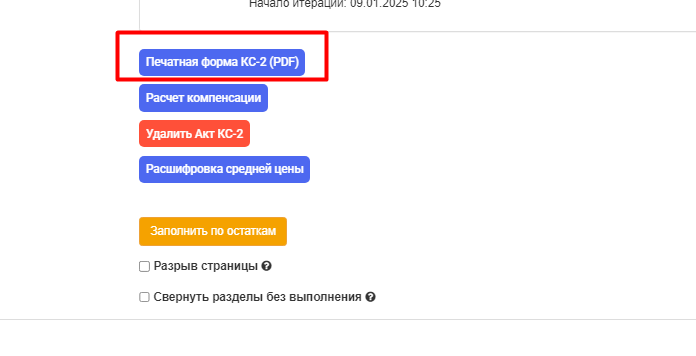 Начало итерации: 09.01.2025 10:25
Печатная форма КС-2 (PDF)
Расчет компенсации
Удалить Акт КС-2
Расшифровка средней цены
Заполнить по остаткам
Разрыв страницы
Свернуть разделы без выполнения